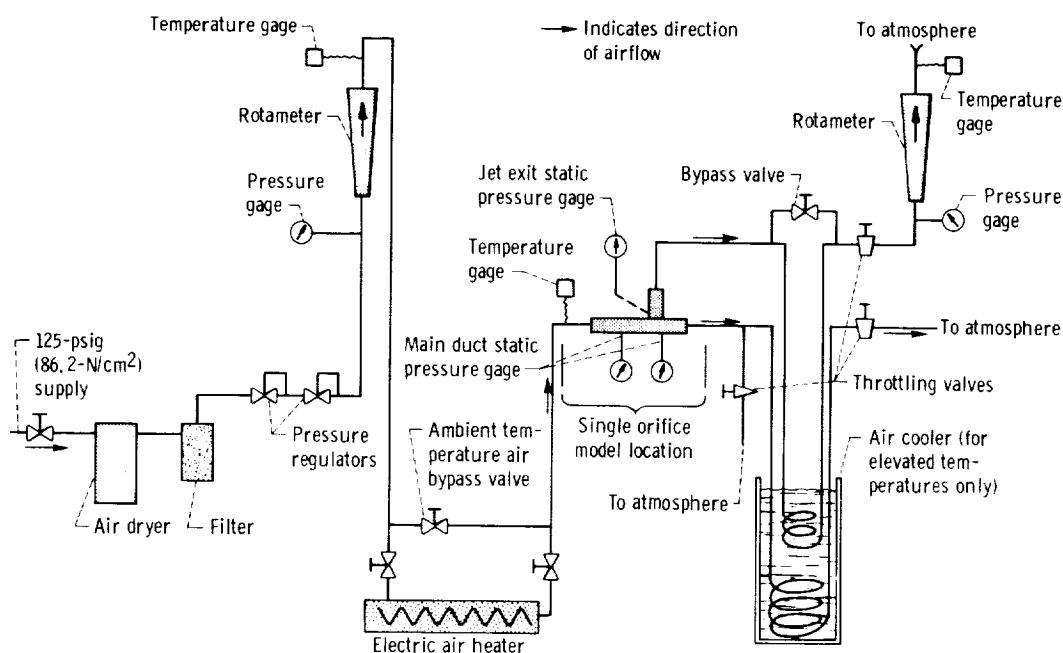 Temperature gage
Indicates direction
of airflow
To atmosphere
Rotameter
Rotameter
Temperature
gage
Pressure
gage
Jet exit static
pressure gage
Bypass valve
Pressure
gage
Temperature
gage
125-psig
(86.2-N/cm2)
supply
Main duct static
pressure gage
To atmosphere
Throttling valves
Pressure
regulators
Ambient tem-
perature air
bypass valve
Single orifice
model location
Air cooler (for
elevated tem-
peratures only)
To atmosphere
Air dryer
Filter
Electric air heater